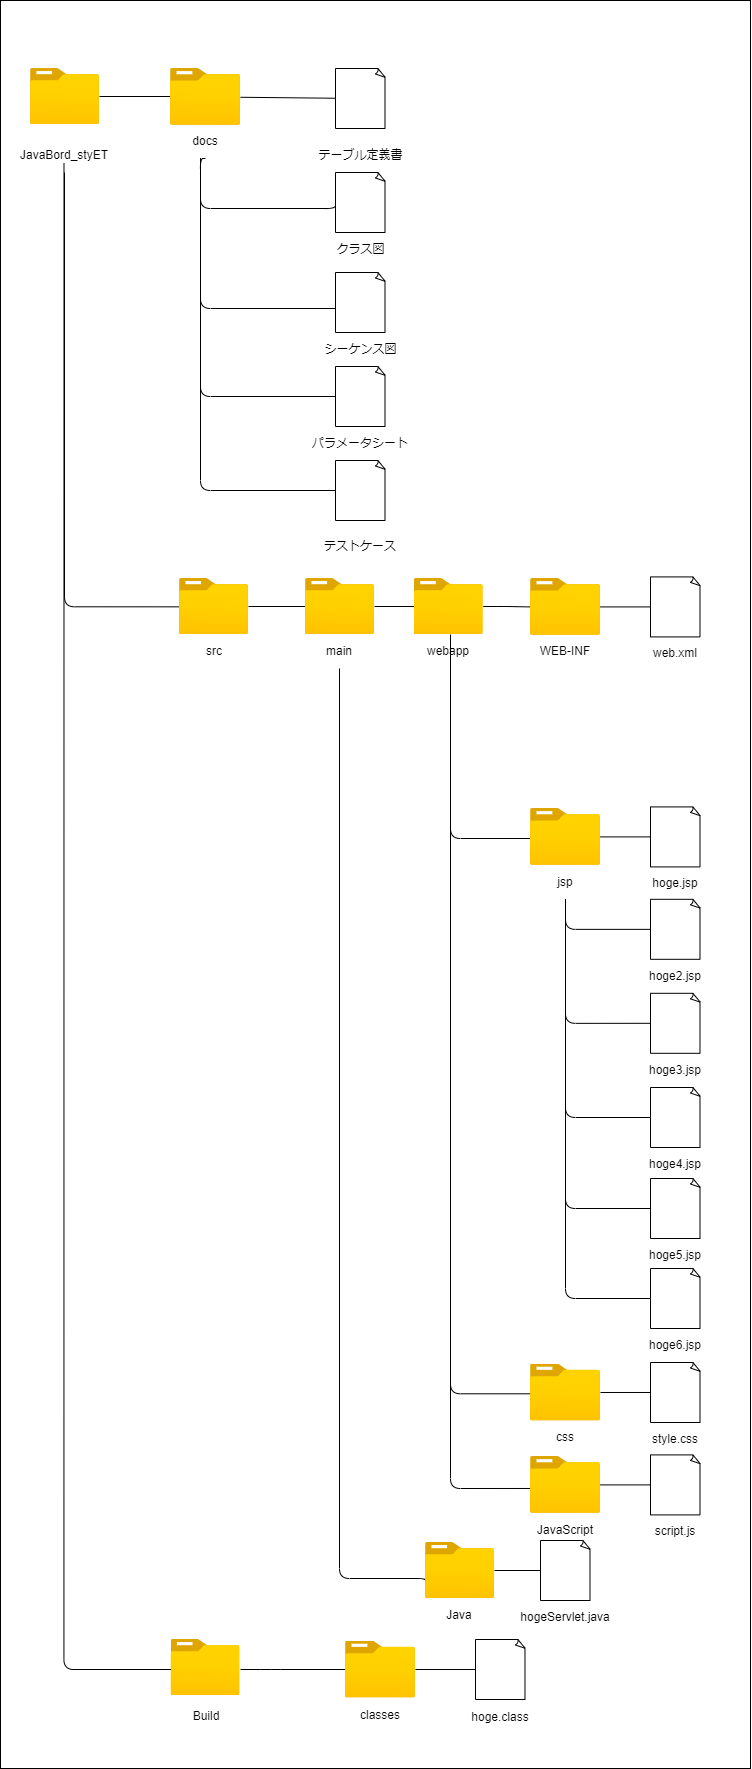 JavaBord_styET
docs
テーブル定義書
クラス図
シーケンス図
パラメータシート
テストケース
src
main
webapp
WEB-INF
web.xml
jsp
hoge.jsp
hoge2.jsp
hoge3.jsp
hoge4.jsp
hoge5.jsp
hoge6.jsp
css
style.css
JavaScript
script.js
Java
hogeServlet.java
Build
classes
hoge.class